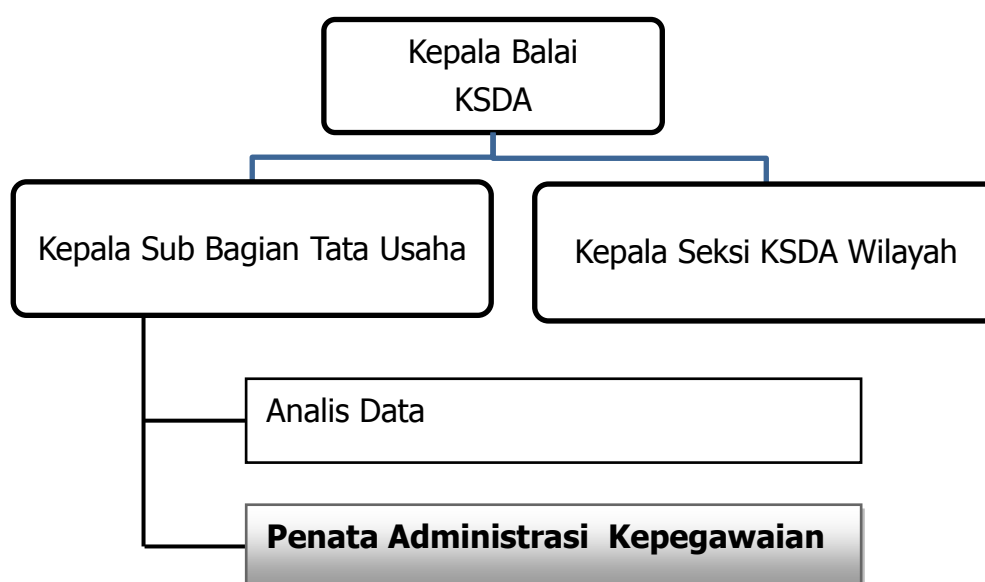 Kepala Balai
KSDA
Kepala Sub Bagian Tata Usaha
Kepala Seksi KSDA Wilayah
Analis Data
Penata Administrasi Kepegawaian